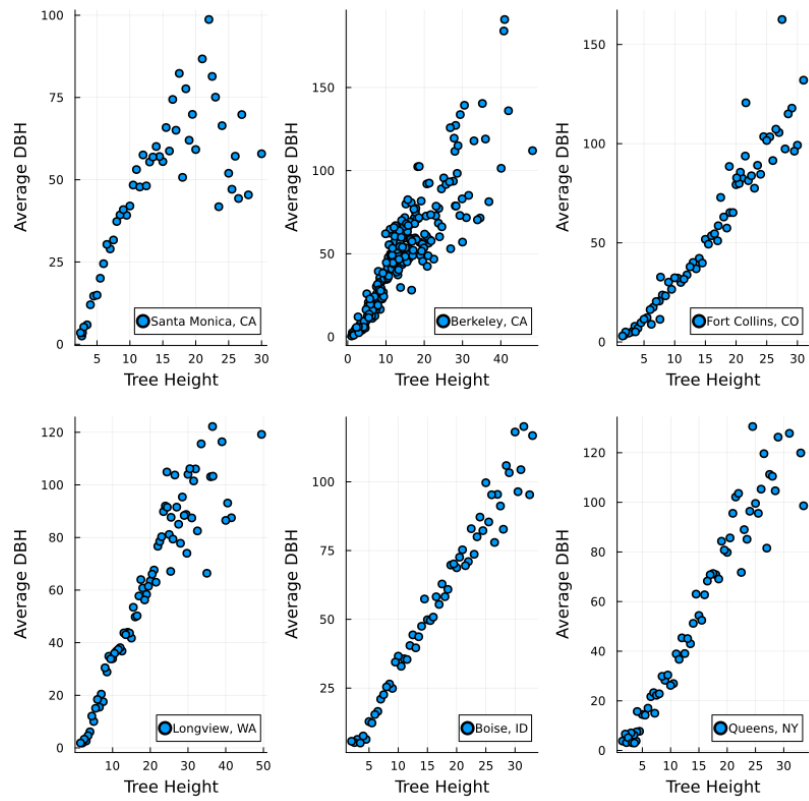 100
75
50
25
0
Average DBH
5 10 15 20 25 30
Tree Height
Santa Monica, CA
150
100
50
0
Average DBH
0 10 20 30 40
Tree Height
Berkeley, CA
150
100
50
0
Average DBH
5 10 15 20 25 30
Tree Height
Fort Collins, CO
120
100
80
60
40
20
0
Average DBH
10 20 30 40 50
Tree Height
Longview, WA
100
75
50
25
Average DBH
5 10 15 20 25 30
Tree Height
Boise, ID
120
100
80
60
40
20
0
Average DBH
5 10 15 20 25 30
Tree Height
Queens, NY